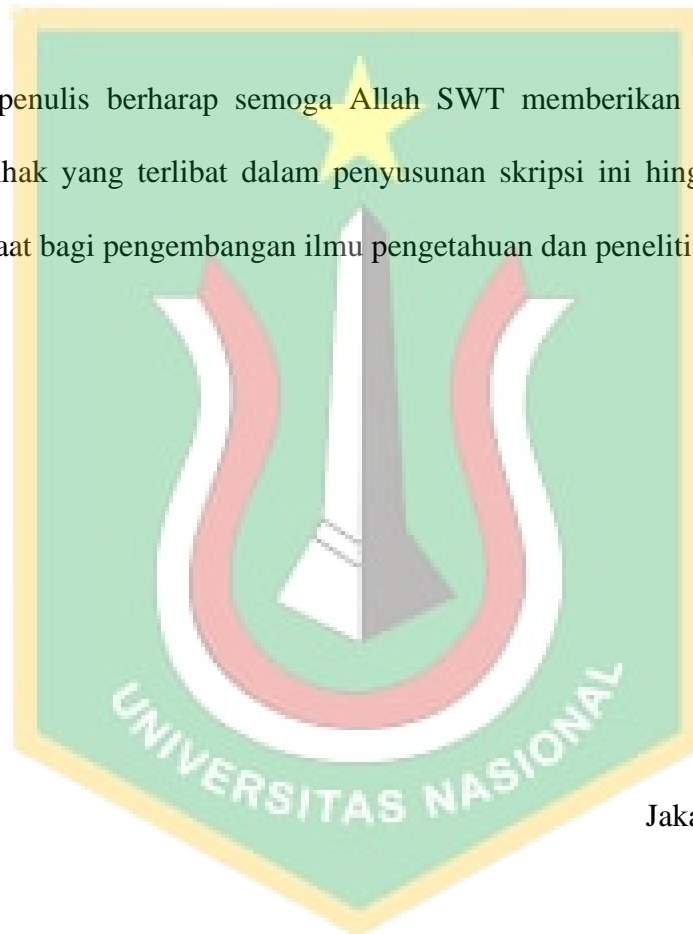 penulis berharap semoga Allah SWT memberikan
hak yang terlibat dalam penyusunan skripsi ini hing
aat bagi pengembangan ilmu pengetahuan dan peneliti
UNIVERSITAS NASIONAL
Jaka